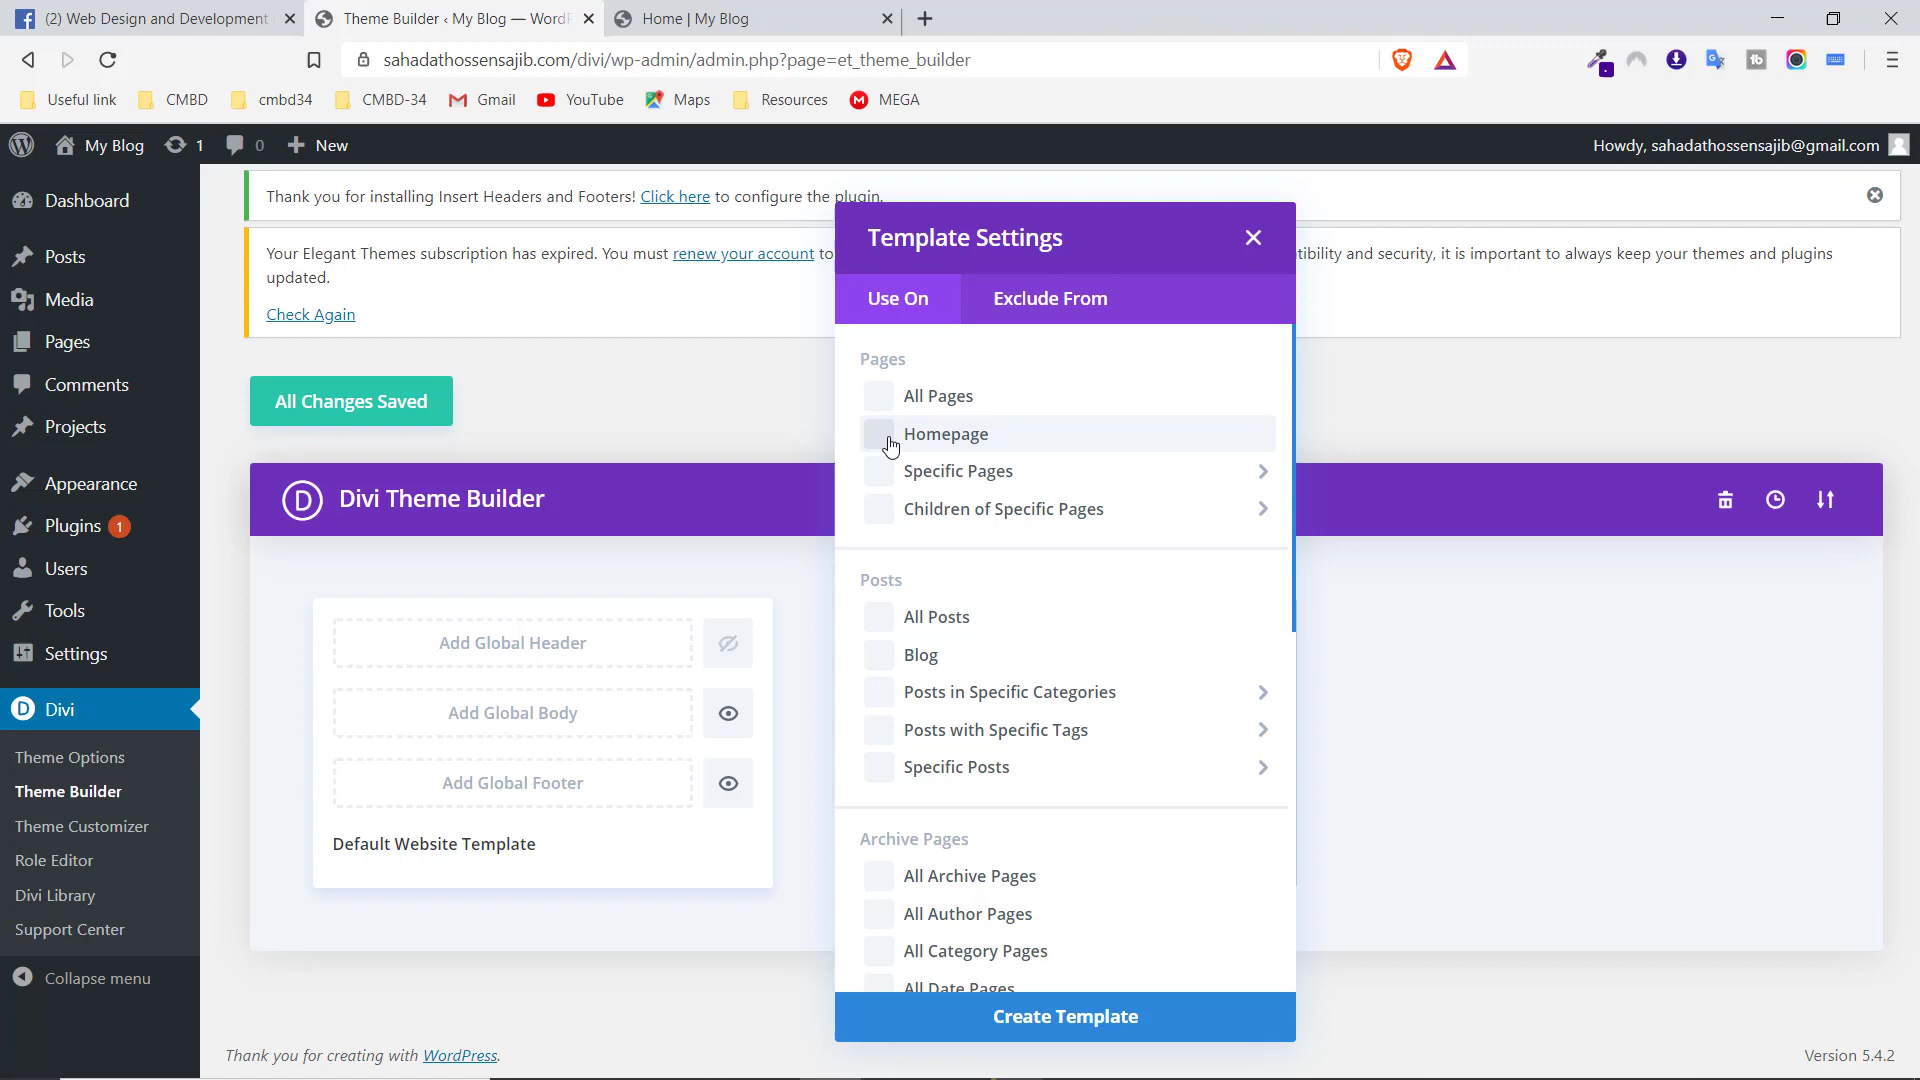 (2) Web Design and Development
Theme Builder ‹ My Blog — WordP
Home | My Blog
sahadathossensajib.com/divi/wp-admin/admin.php?page=et_theme_builder
Useful link
CMBD
cmbd34
CMBD-34
Gmail
YouTube
Maps
Resources
MEGA
My Blog
1
0
New
Howdy, sahadathossensajib@gmail.com
Dashboard
Posts
Media
Pages
Comments
Projects
Appearance
Plugins 1
Users
Tools
Settings
Divi
Theme Options
Theme Builder
Theme Customizer
Role Editor
Divi Library
Support Center
Collapse menu
Thank you for installing Insert Headers and Footers! Click here to configure the plugin.
Your Elegant Themes subscription has expired. You must renew your account to
tibility and security, it is important to always keep your themes and plugins
updated.
Check Again
All Changes Saved
D Divi Theme Builder
Add Global Header
Add Global Body
Add Global Footer
Default Website Template
Template Settings
Use On
Exclude From
Pages
All Pages
Homepage
Specific Pages
Children of Specific Pages
Posts
All Posts
Blog
Posts in Specific Categories
Posts with Specific Tags
Specific Posts
Archive Pages
All Archive Pages
All Author Pages
All Category Pages
All Date Pages
Create Template
Thank you for creating with WordPress.
Version 5.4.2